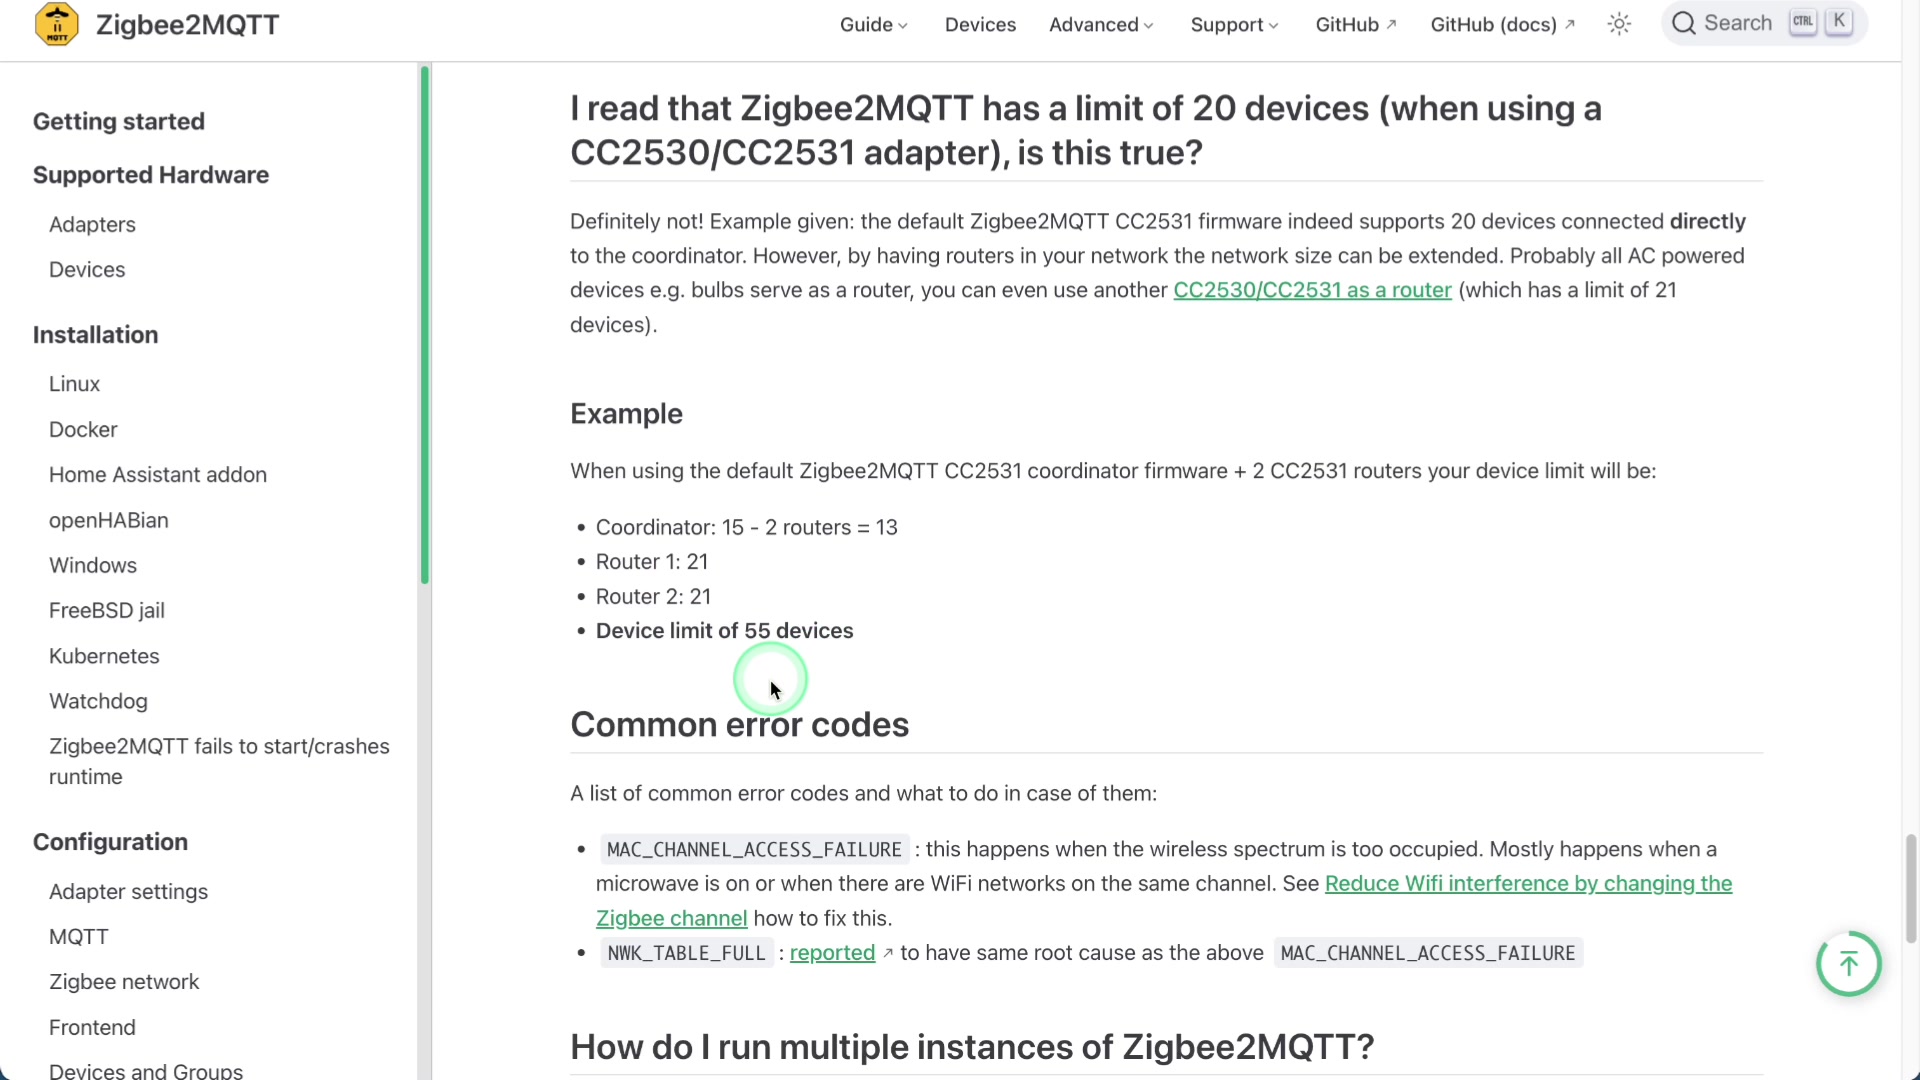 Zigbee2MQTT
Guide
Devices
Advanced
Support
GitHub
GitHub (docs)
Search CTRL K
Getting started
Supported Hardware
Adapters
Devices
Installation
Linux
Docker
Home Assistant addon
openHABian
Windows
FreeBSD jail
Kubernetes
Watchdog
Zigbee2MQTT fails to start/crashes
runtime
Configuration
Adapter settings
MQTT
Zigbee network
Frontend
Devices and Groups
I read that Zigbee2MQTT has a limit of 20 devices (when using a
CC2530/CC2531 adapter), is this true?
Definitely not! Example given: the default Zigbee2MQTT CC2531 firmware indeed supports 20 devices connected directly
to the coordinator. However, by having routers in your network the network size can be extended. Probably all AC powered
devices e.g. bulbs serve as a router, you can even use another CC2530/CC2531 as a router (which has a limit of 21
devices).
Example
When using the default Zigbee2MQTT CC2531 coordinator firmware + 2 CC2531 routers your device limit will be:
• Coordinator: 15 - 2 routers = 13
• Router 1: 21
• Router 2: 21
• Device limit of 55 devices
Common error codes
A list of common error codes and what to do in case of them:
• MAC_CHANNEL_ACCESS_FAILURE : this happens when the wireless spectrum is too occupied. Mostly happens when a
microwave is on or when there are WiFi networks on the same channel. See Reduce Wifi interference by changing the
Zigbee channel how to fix this.
• NWK_TABLE_FULL : reported to have same root cause as the above MAC_CHANNEL_ACCESS_FAILURE
How do I run multiple instances of Zigbee2MQTT?